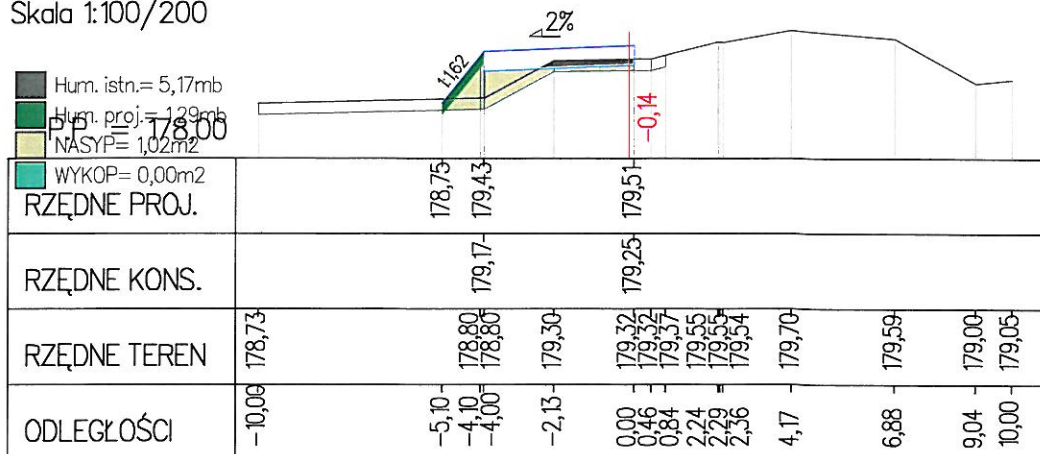 Skala 1:100/200
2%
1:1,62
Hum. istn.= 5,17mb
Hum. proj.= 1,29mb
P.P. = 178,00
NASYP= 1,02m2
WYKOP= 0,00m2
-0,14
RZĘDNE PROJ. 178,75 179,43 179,51
RZĘDNE KONS. 179,17 179,25
RZĘDNE TEREN 178,73 178,80 178,80 179,30 179,32 179,32 179,37 179,55 179,55 179,54 179,70 179,59 179,00 179,05
ODLEGŁOŚCI -10,00 -5,10 -4,10 -4,00 -2,13 0,00 0,46 0,84 2,24 2,29 2,36 4,17 6,88 9,04 10,00